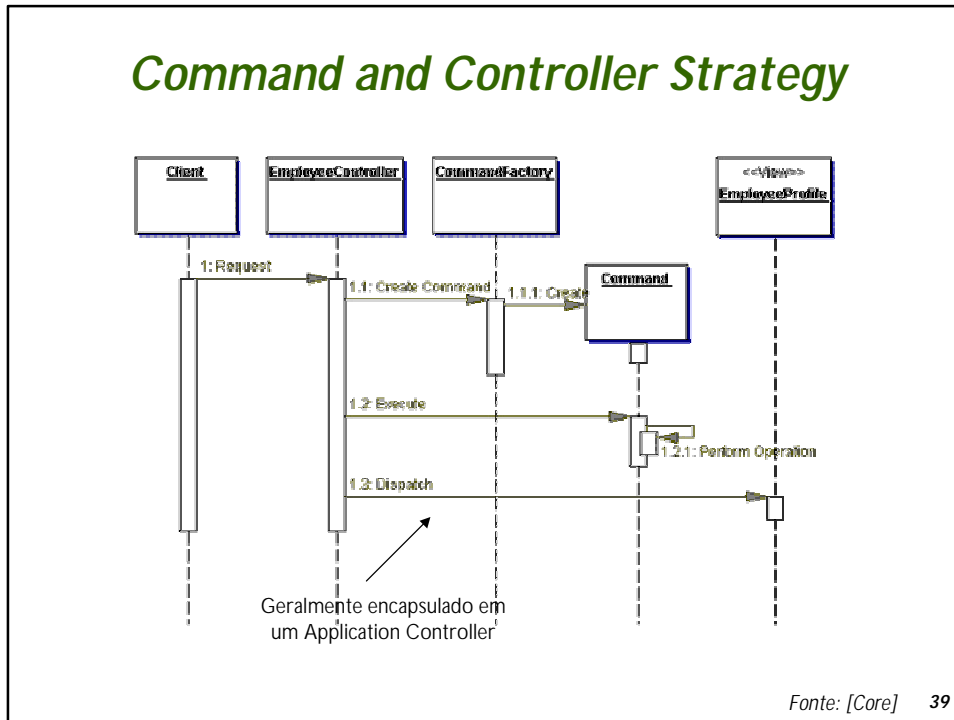 Command and Controller Strategy
Client
EmployeeController
CommandFactory
<<View>>
EmployeeProfile
1: Request
1.1: Create Command
1.1.1: Create
Command
1.2: Execute
1.2.1: Perform Operation
1.3: Dispatch
Geralmente encapsulado em
um Application Controller
Fonte: [Core] 39